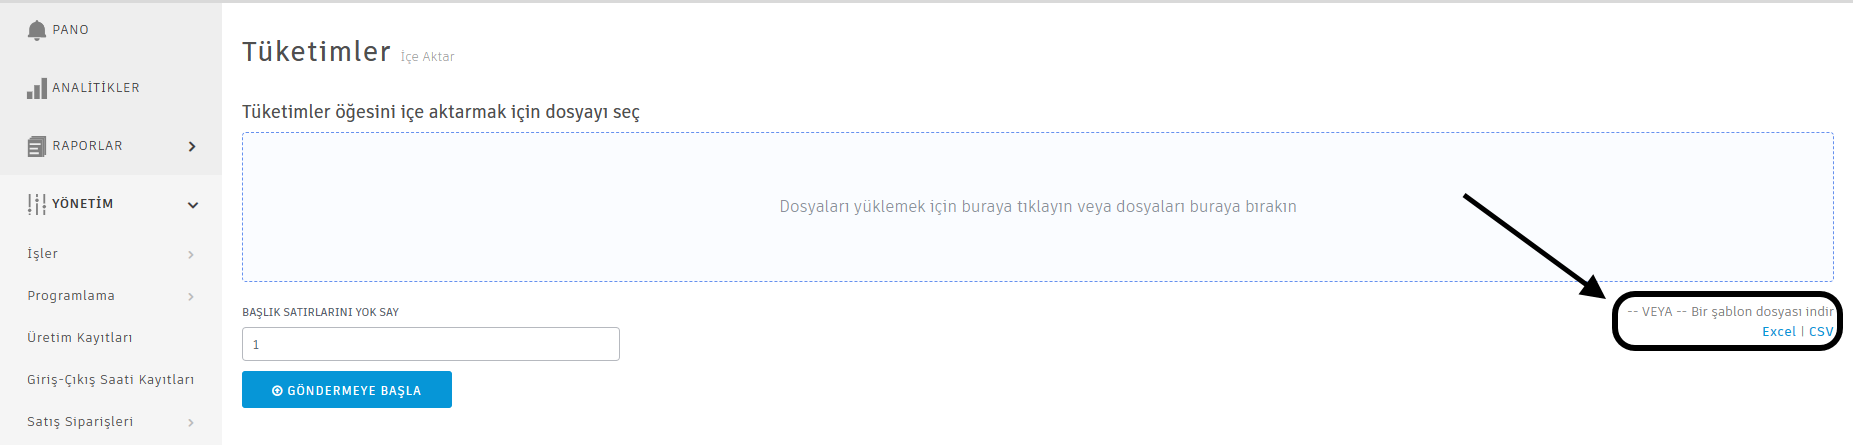 PANO
ANALİTİKLER
RAPORLAR
YÖNETİM
İşler
Programlama
Üretim Kayıtları
Giriş-Çıkış Saati Kayıtları
Satış Siparişleri
Tüketimler İçe Aktar
Tüketimler öğesini içe aktarmak için dosyayı seç
Dosyaları yüklemek için buraya tıklayın veya dosyaları buraya bırakın
BAŞLIK SATIRLARINI YOK SAY
1
GÖNDERMEYE BAŞLA
-- VEYA -- Bir şablon dosyası indir
Excel | CSV